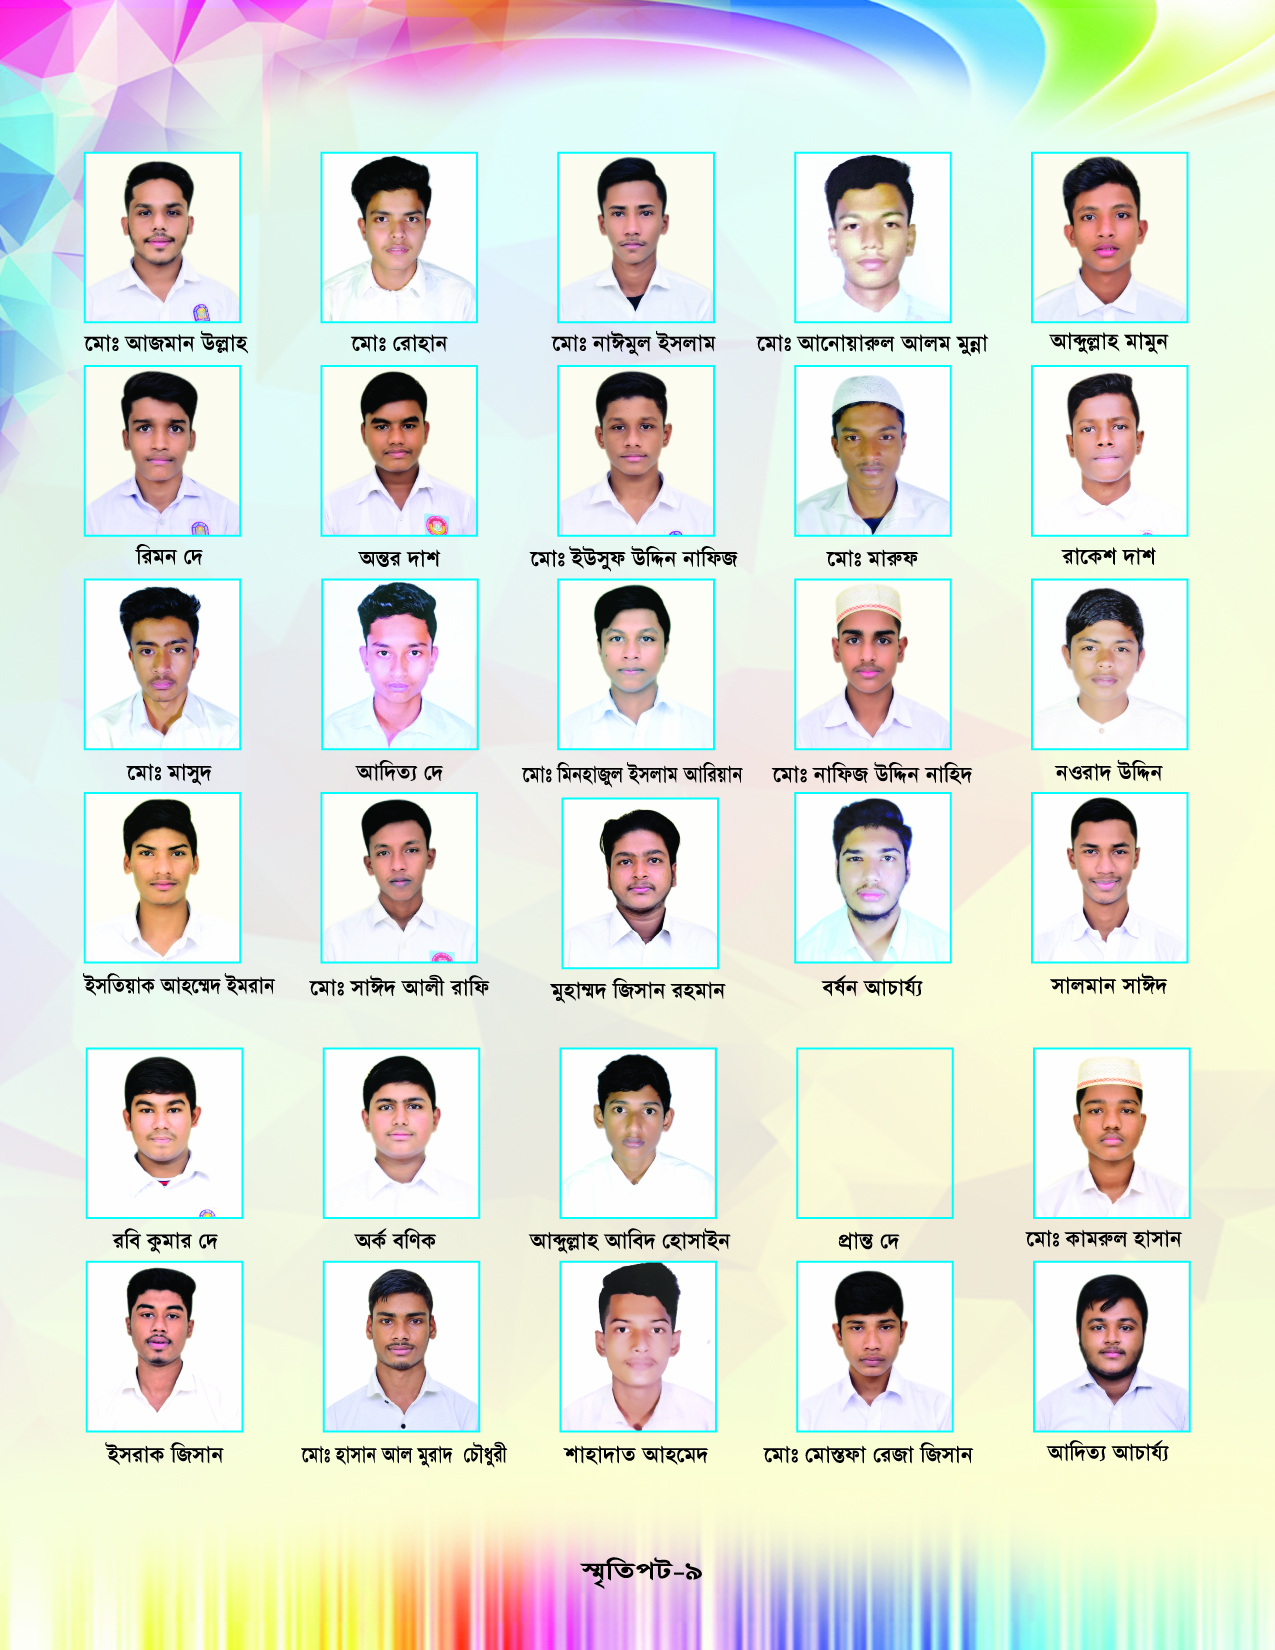 মোঃ আজমান উল্লাহ মোঃ রোহান মোঃ নাঈমুল ইসলাম মোঃ আনোয়ারুল আলম মুন্না আব্দুল্লাহ মামুন
রিমন দে অন্তর দাশ মোঃ ইউসুফ উদ্দিন নাফিজ মোঃ মারুফ রাকেশ দাশ
মোঃ মাসুদ আদিত্য দে মোঃ মিনহাজুল ইসলাম আরিয়ান মোঃ নাফিজ উদ্দিন নাহিদ নওরাদ উদ্দিন
ইসতিয়াক আহম্মেদ ইমরান মোঃ সাঈদ আলী রাফি মুহাম্মদ জিসান রহমান বর্ষন আচার্য্য সালমান সাঈদ
রবি কুমার দে অর্ক বণিক আব্দুল্লাহ আবিদ হোসাইন প্রান্ত দে মোঃ কামরুল হাসান
ইসরাক জিসান মোঃ হাসান আল মুরাদ চৌধুরী শাহাদাত আহমেদ মোঃ মোস্তফা রেজা জিসান আদিত্য আচার্য্য
স্মৃতিপট-৯